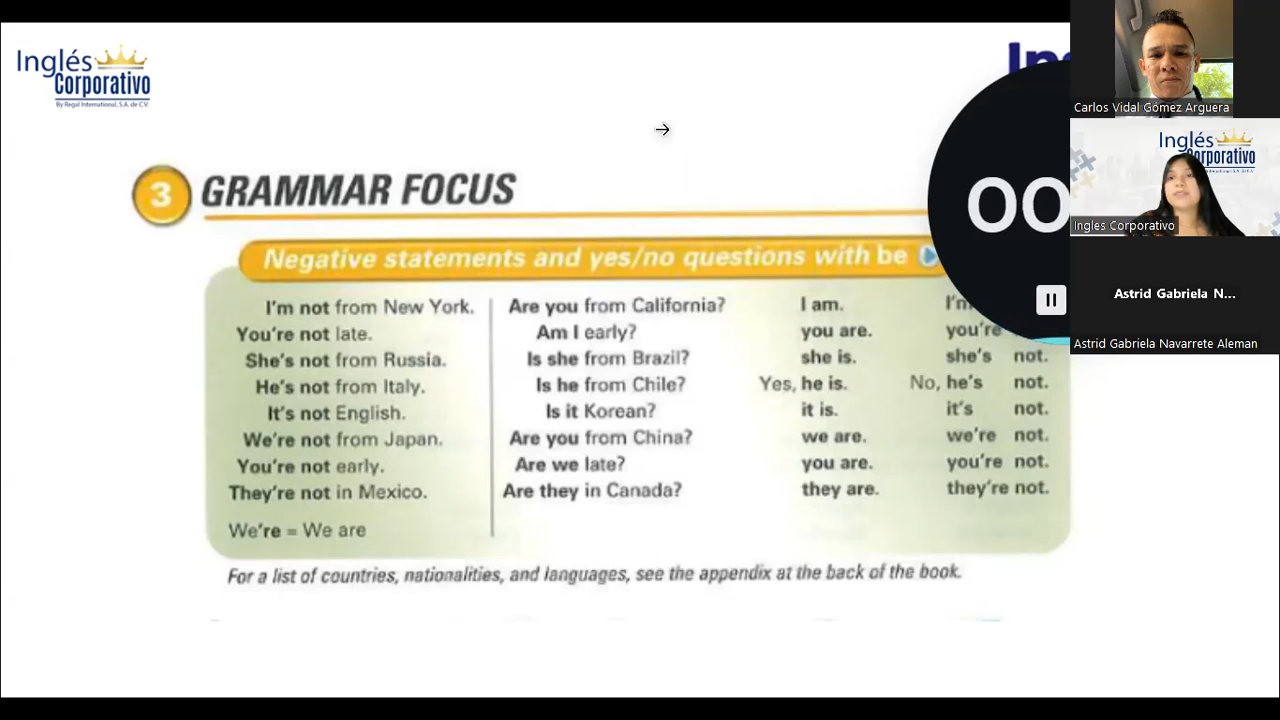 Inglés
Corporativo
By Regal International, S.A. de C.V.
3 GRAMMAR FOCUS
Negative statements and yes/no questions with be
I'm not from New York. Are you from California? I am. I'm
You're not late. Am I early? you are. you're
She's not from Russia. Is she from Brazil? she is. she's not.
He's not from Italy. Is he from Chile? Yes, he is. No, he's not.
It's not English. Is it Korean? it is. it's not.
We're not from Japan. Are you from China? we are. we're not.
You're not early. Are we late? you are. you're not.
They're not in Mexico. Are they in Canada? they are. they're not.
We're = We are
For a list of countries, nationalities, and languages, see the appendix at the back of the book.
00
Carlos Vidal Gómez Arguera
Inglés
Corporativo
Ingles Corporativo
Astrid Gabriela N...
Astrid Gabriela Navarrete Aleman